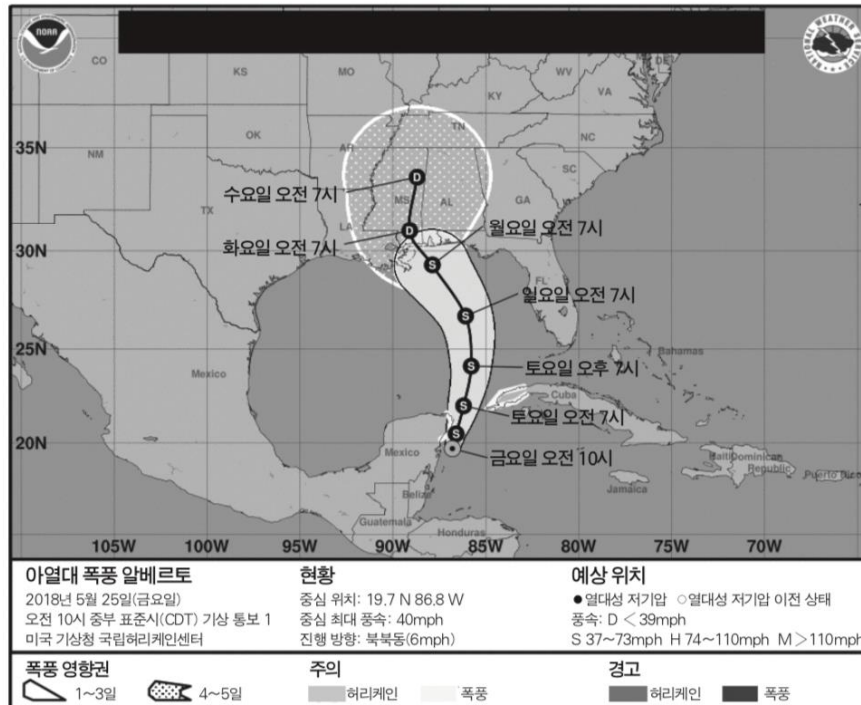 NOAA
CO
KS
MO
KY
WV
VA
DE
35N
NM
OK
AR
TN
NC
SC
수요일 오전 7시
D
MS
AL
GA
TX
LA
30N
화요일 오전 7시
D
월요일 오전 7시
S
FL
일요일 오전 7시
S
25N
Mexico
Bahamas
토요일 오후 7시
S
Cuba
토요일 오전 7시
S
20N
S
Mexico
금요일 오전 10시
Haiti
Dominican
Republic
Puerto Rico
Jamaica
Belize
Guatemala
Honduras
105W 100W 95W 90W 85W 80W 75W 70W
아열대 폭풍 알베르토
2018년 5월 25일(금요일)
오전 10시 중부 표준시(CDT) 기상 통보 1
미국 기상청 국립허리케인센터
현황
중심 위치: 19.7 N 86.8 W
중심 최대 풍속: 40mph
진행 방향: 북북동(6mph)
예상 위치
●열대성 저기압 ○열대성 저기압 이전 상태
풍속: D < 39mph
S 37~73mph H 74~110mph M > 110mph
폭풍 영향권
1~3일 4~5일
주의
허리케인 폭풍
경고
허리케인 폭풍